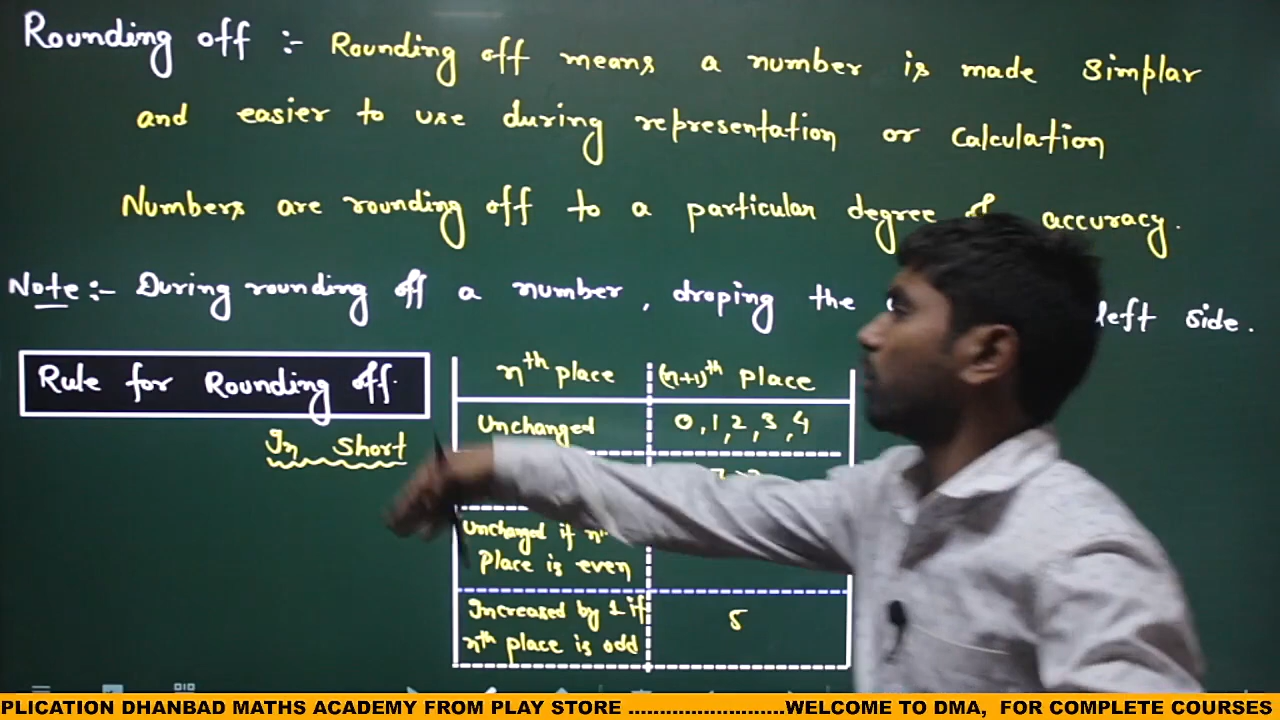 Rounding off :- Rounding off means a number is made Simplar
and easier to use during representation or Calculation
Numbers are rounding off to a particular degree of accuracy.
Note :- During rounding off a number, droping the left side.
Rule for Rounding off.
In Short
nth place (n+1)th place
Unchanged 0,1,2,3,4
Unchanged if nth
Place is even
Increased by 1 if
nth place is odd 5
PLICATION DHANBAD MATHS ACADEMY FROM PLAY STORE .........................WELCOME TO DMA, FOR COMPLETE COURSES